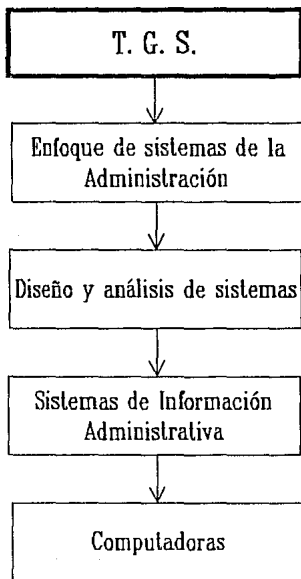 T. G. S.
Enfoque de sistemas de la
Administración
Diseño y análisis de sistemas
Sistemas de Información
Administrativa
Computadoras